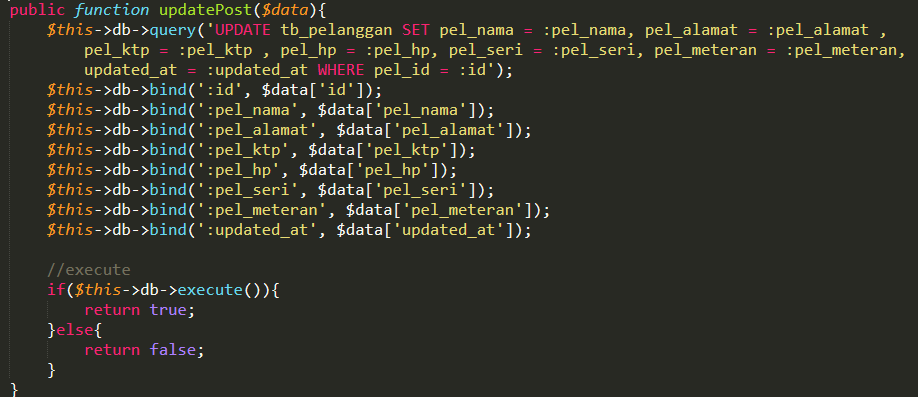 public function updatePost($data){
$this->db->query('UPDATE tb_pelanggan SET pel_nama = :pel_nama, pel_alamat = :pel_alamat ,
pel_ktp = :pel_ktp , pel_hp = :pel_hp, pel_seri = :pel_seri, pel_meteran = :pel_meteran,
updated_at = :updated_at WHERE pel_id = :id');
$this->db->bind(':id', $data['id']);
$this->db->bind(':pel_nama', $data['pel_nama']);
$this->db->bind(':pel_alamat', $data['pel_alamat']);
$this->db->bind(':pel_ktp', $data['pel_ktp']);
$this->db->bind(':pel_hp', $data['pel_hp']);
$this->db->bind(':pel_seri', $data['pel_seri']);
$this->db->bind(':pel_meteran', $data['pel_meteran']);
$this->db->bind(':updated_at', $data['updated_at']);
//execute
if($this->db->execute()){
return true;
}else{
return false;
}
}